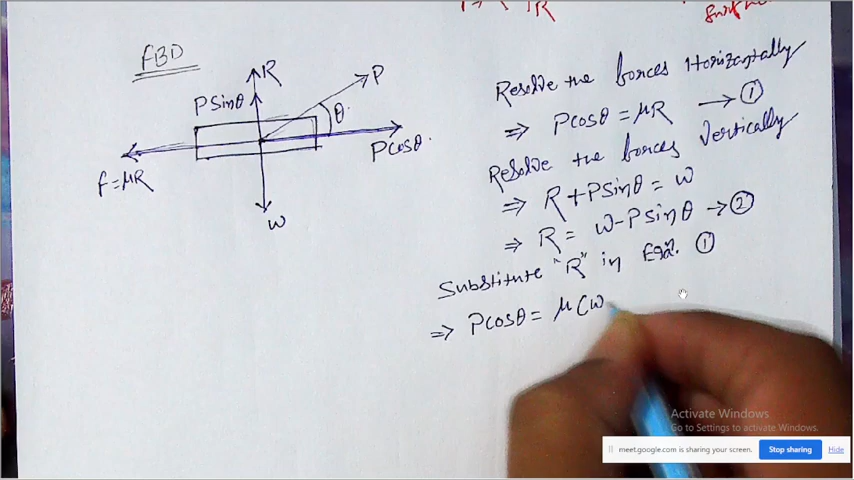 FBD
R
PSinθ
P
θ
PCosθ.
F=μR
W
Resolve the forces Horizontally
⇒ Pcosθ = μR → ①
Resolve the forces Vertically
⇒ R+PSinθ = W
⇒ R = W-PSinθ → ②
Substitute "R" in Eqn. ①
⇒ Pcosθ = μ(W
Activate Windows
Go to Settings to activate Windows.
meet.google.com is sharing your screen.
Stop sharing
Hide